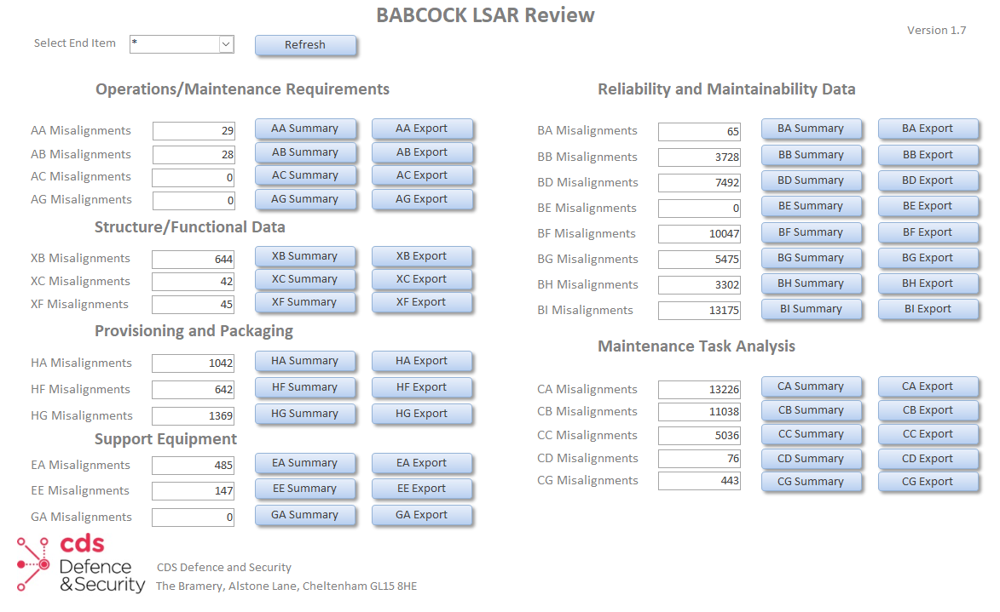 BABCOCK LSAR Review
Version 1.7
Select End Item * Refresh
Operations/Maintenance Requirements
AA Misalignments 29 AA Summary AA Export
AB Misalignments 28 AB Summary AB Export
AC Misalignments 0 AC Summary AC Export
AG Misalignments 0 AG Summary AG Export
Structure/Functional Data
XB Misalignments 644 XB Summary XB Export
XC Misalignments 42 XC Summary XC Export
XF Misalignments 45 XF Summary XF Export
Provisioning and Packaging
HA Misalignments 1042 HA Summary HA Export
HF Misalignments 642 HF Summary HF Export
HG Misalignments 1369 HG Summary HG Export
Support Equipment
EA Misalignments 485 EA Summary EA Export
EE Misalignments 147 EE Summary EE Export
GA Misalignments 0 GA Summary GA Export
Reliability and Maintainability Data
BA Misalignments 65 BA Summary BA Export
BB Misalignments 3728 BB Summary BB Export
BD Misalignments 7492 BD Summary BD Export
BE Misalignments 0 BE Summary BE Export
BF Misalignments 10047 BF Summary BF Export
BG Misalignments 5475 BG Summary BG Export
BH Misalignments 3302 BH Summary BH Export
BI Misalignments 13175 BI Summary BI Export
Maintenance Task Analysis
CA Misalignments 13226 CA Summary CA Export
CB Misalignments 11038 CB Summary CB Export
CC Misalignments 5036 CC Summary CC Export
CD Misalignments 76 CD Summary CD Export
CG Misalignments 443 CG Summary CG Export
cds
Defence
&Security
CDS Defence and Security
The Bramery, Alstone Lane, Cheltenham GL15 8HE